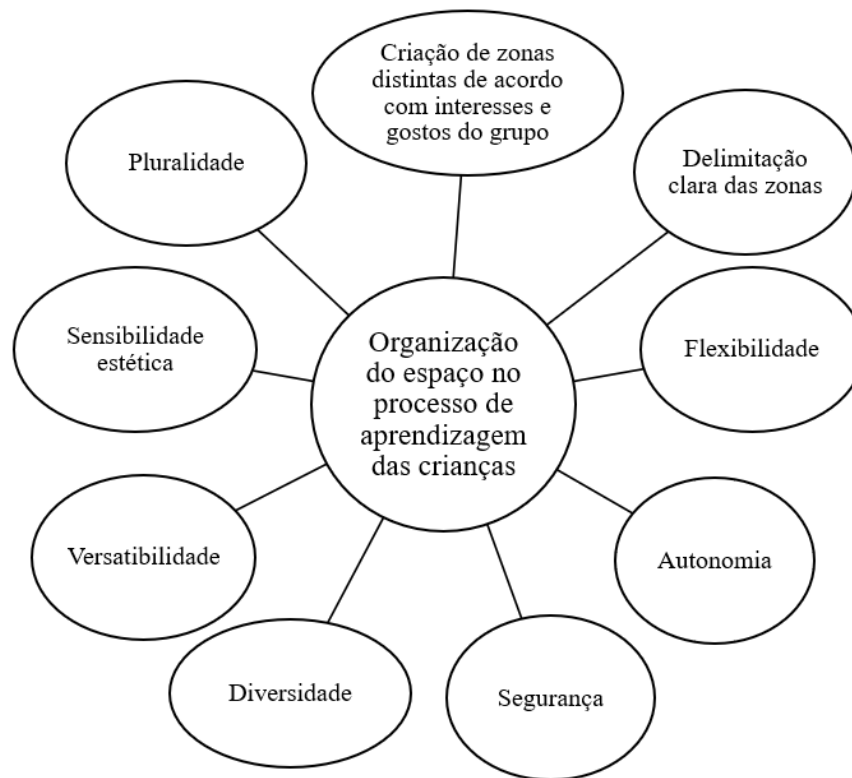 Criação de zonas
distintas de acordo
com interesses e
gostos do grupo
Pluralidade
Delimitação
clara das zonas
Sensibilidade
estética
Organização
do espaço no
processo de
aprendizagem
das crianças
Flexibilidade
Versatibilidade
Autonomia
Diversidade
Segurança